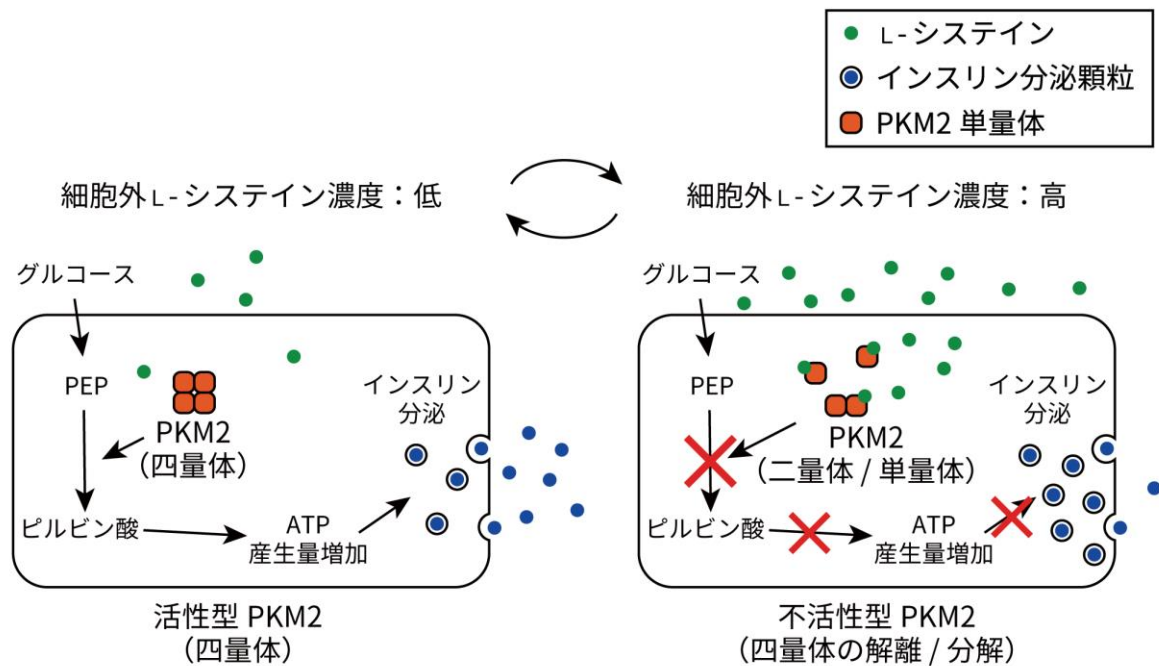 L-システイン
インスリン分泌顆粒
PKM2 単量体
細胞外L-システイン濃度：低
細胞外L-システイン濃度：高
グルコース
PEP
PKM2
（四量体）
ピルビン酸
ATP
産生量増加
インスリン
分泌
活性型 PKM2
（四量体）
グルコース
PEP
PKM2
（二量体 / 単量体）
ピルビン酸
ATP
産生量増加
インスリン
分泌
不活性型 PKM2
（四量体の解離 / 分解）